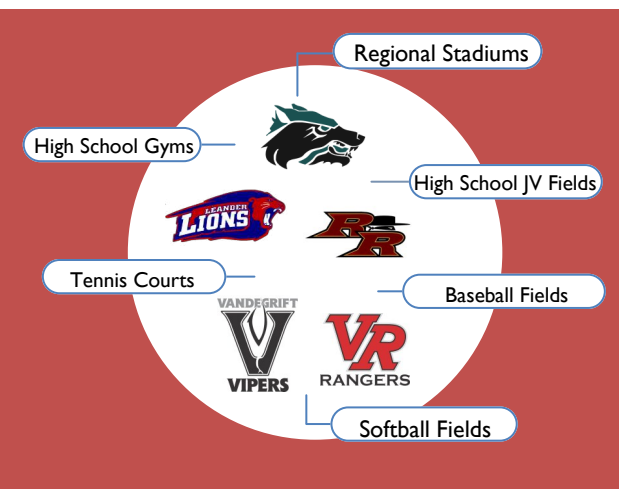 Regional Stadiums
High School Gyms
High School JV Fields
LEANDER
LIONS
RR
Tennis Courts
Baseball Fields
VANDEGRIFT
V
VIPERS
VR
RANGERS
Softball Fields